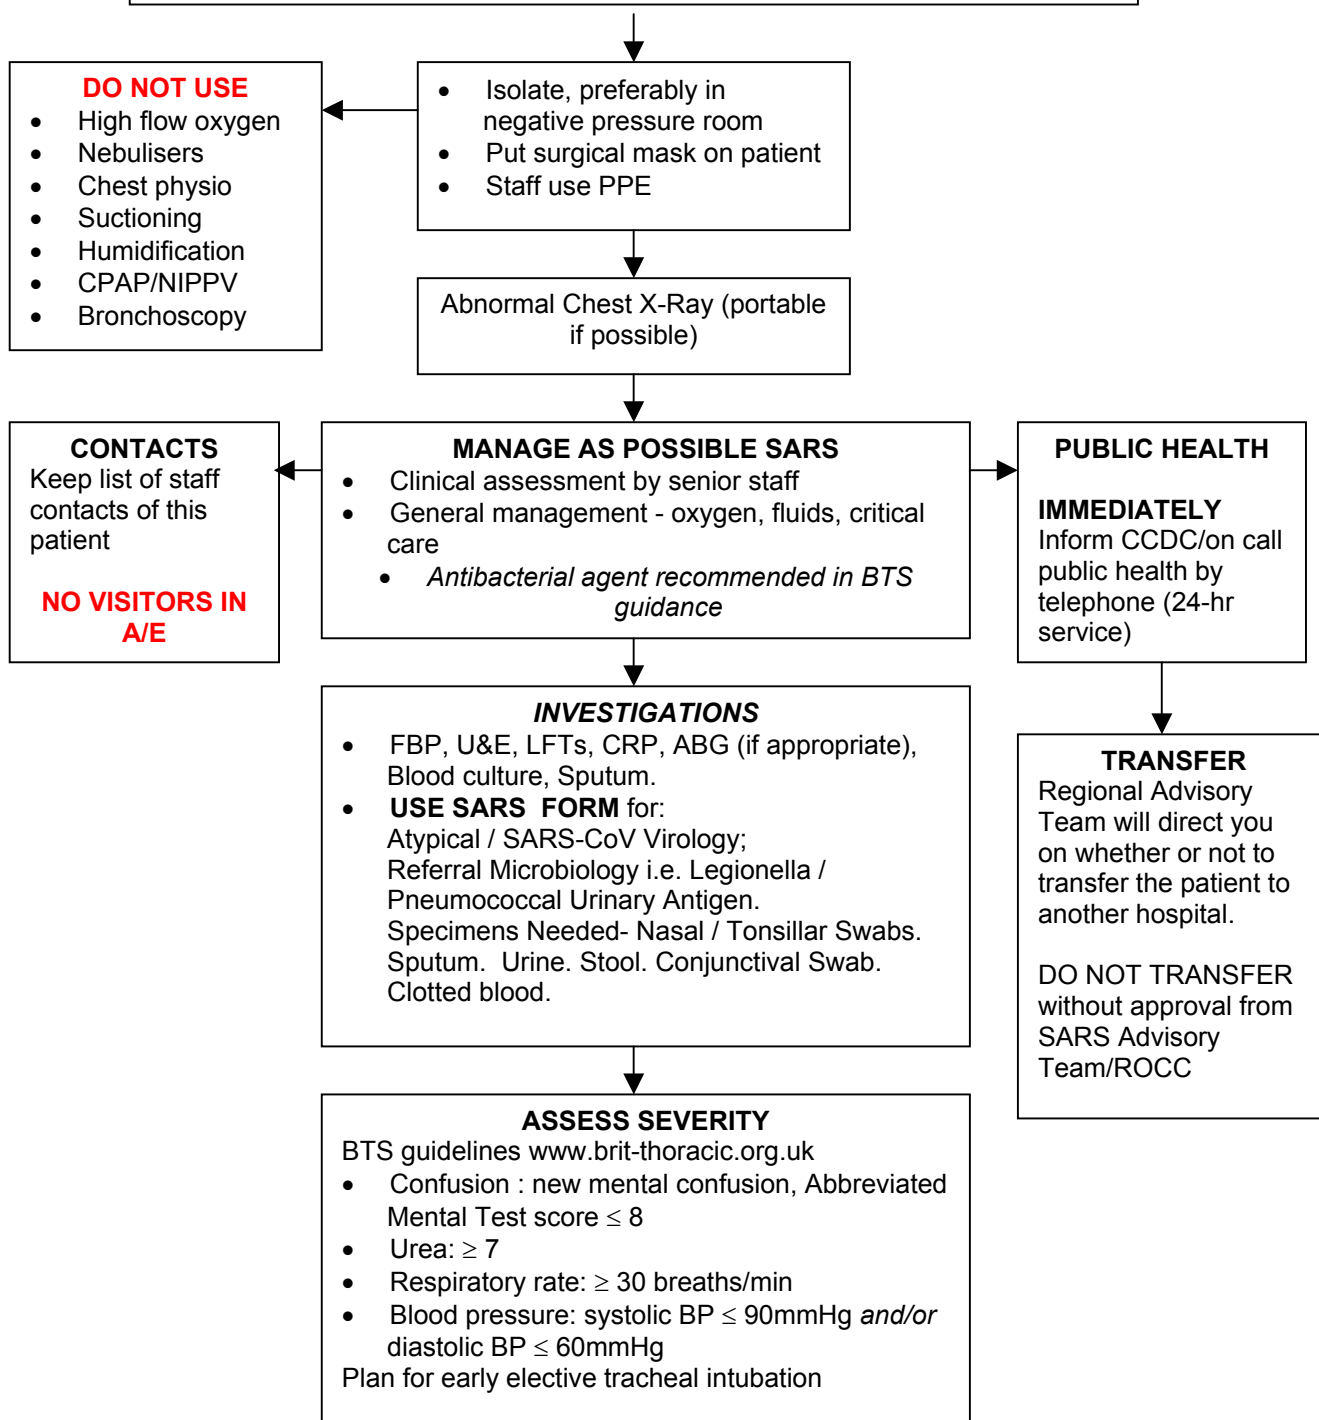 DO NOT USE
• High flow oxygen
• Nebulisers
• Chest physio
• Suctioning
• Humidification
• CPAP/NIPPV
• Bronchoscopy
• Isolate, preferably in
negative pressure room
• Put surgical mask on patient
• Staff use PPE
Abnormal Chest X-Ray (portable
if possible)
CONTACTS
Keep list of staff
contacts of this
patient
NO VISITORS IN
A/E
MANAGE AS POSSIBLE SARS
• Clinical assessment by senior staff
• General management - oxygen, fluids, critical
care
• Antibacterial agent recommended in BTS
guidance
PUBLIC HEALTH
IMMEDIATELY
Inform CCDC/on call
public health by
telephone (24-hr
service)
INVESTIGATIONS
• FBP, U&E, LFTs, CRP, ABG (if appropriate),
Blood culture, Sputum.
• USE SARS FORM for:
Atypical / SARS-CoV Virology;
Referral Microbiology i.e. Legionella /
Pneumococcal Urinary Antigen.
Specimens Needed- Nasal / Tonsillar Swabs.
Sputum. Urine. Stool. Conjunctival Swab.
Clotted blood.
TRANSFER
Regional Advisory
Team will direct you
on whether or not to
transfer the patient to
another hospital.
DO NOT TRANSFER
without approval from
SARS Advisory
Team/ROCC
ASSESS SEVERITY
BTS guidelines www.brit-thoracic.org.uk
• Confusion : new mental confusion, Abbreviated
Mental Test score ≤ 8
• Urea: ≥ 7
• Respiratory rate: ≥ 30 breaths/min
• Blood pressure: systolic BP ≤ 90mmHg and/or
diastolic BP ≤ 60mmHg
Plan for early elective tracheal intubation